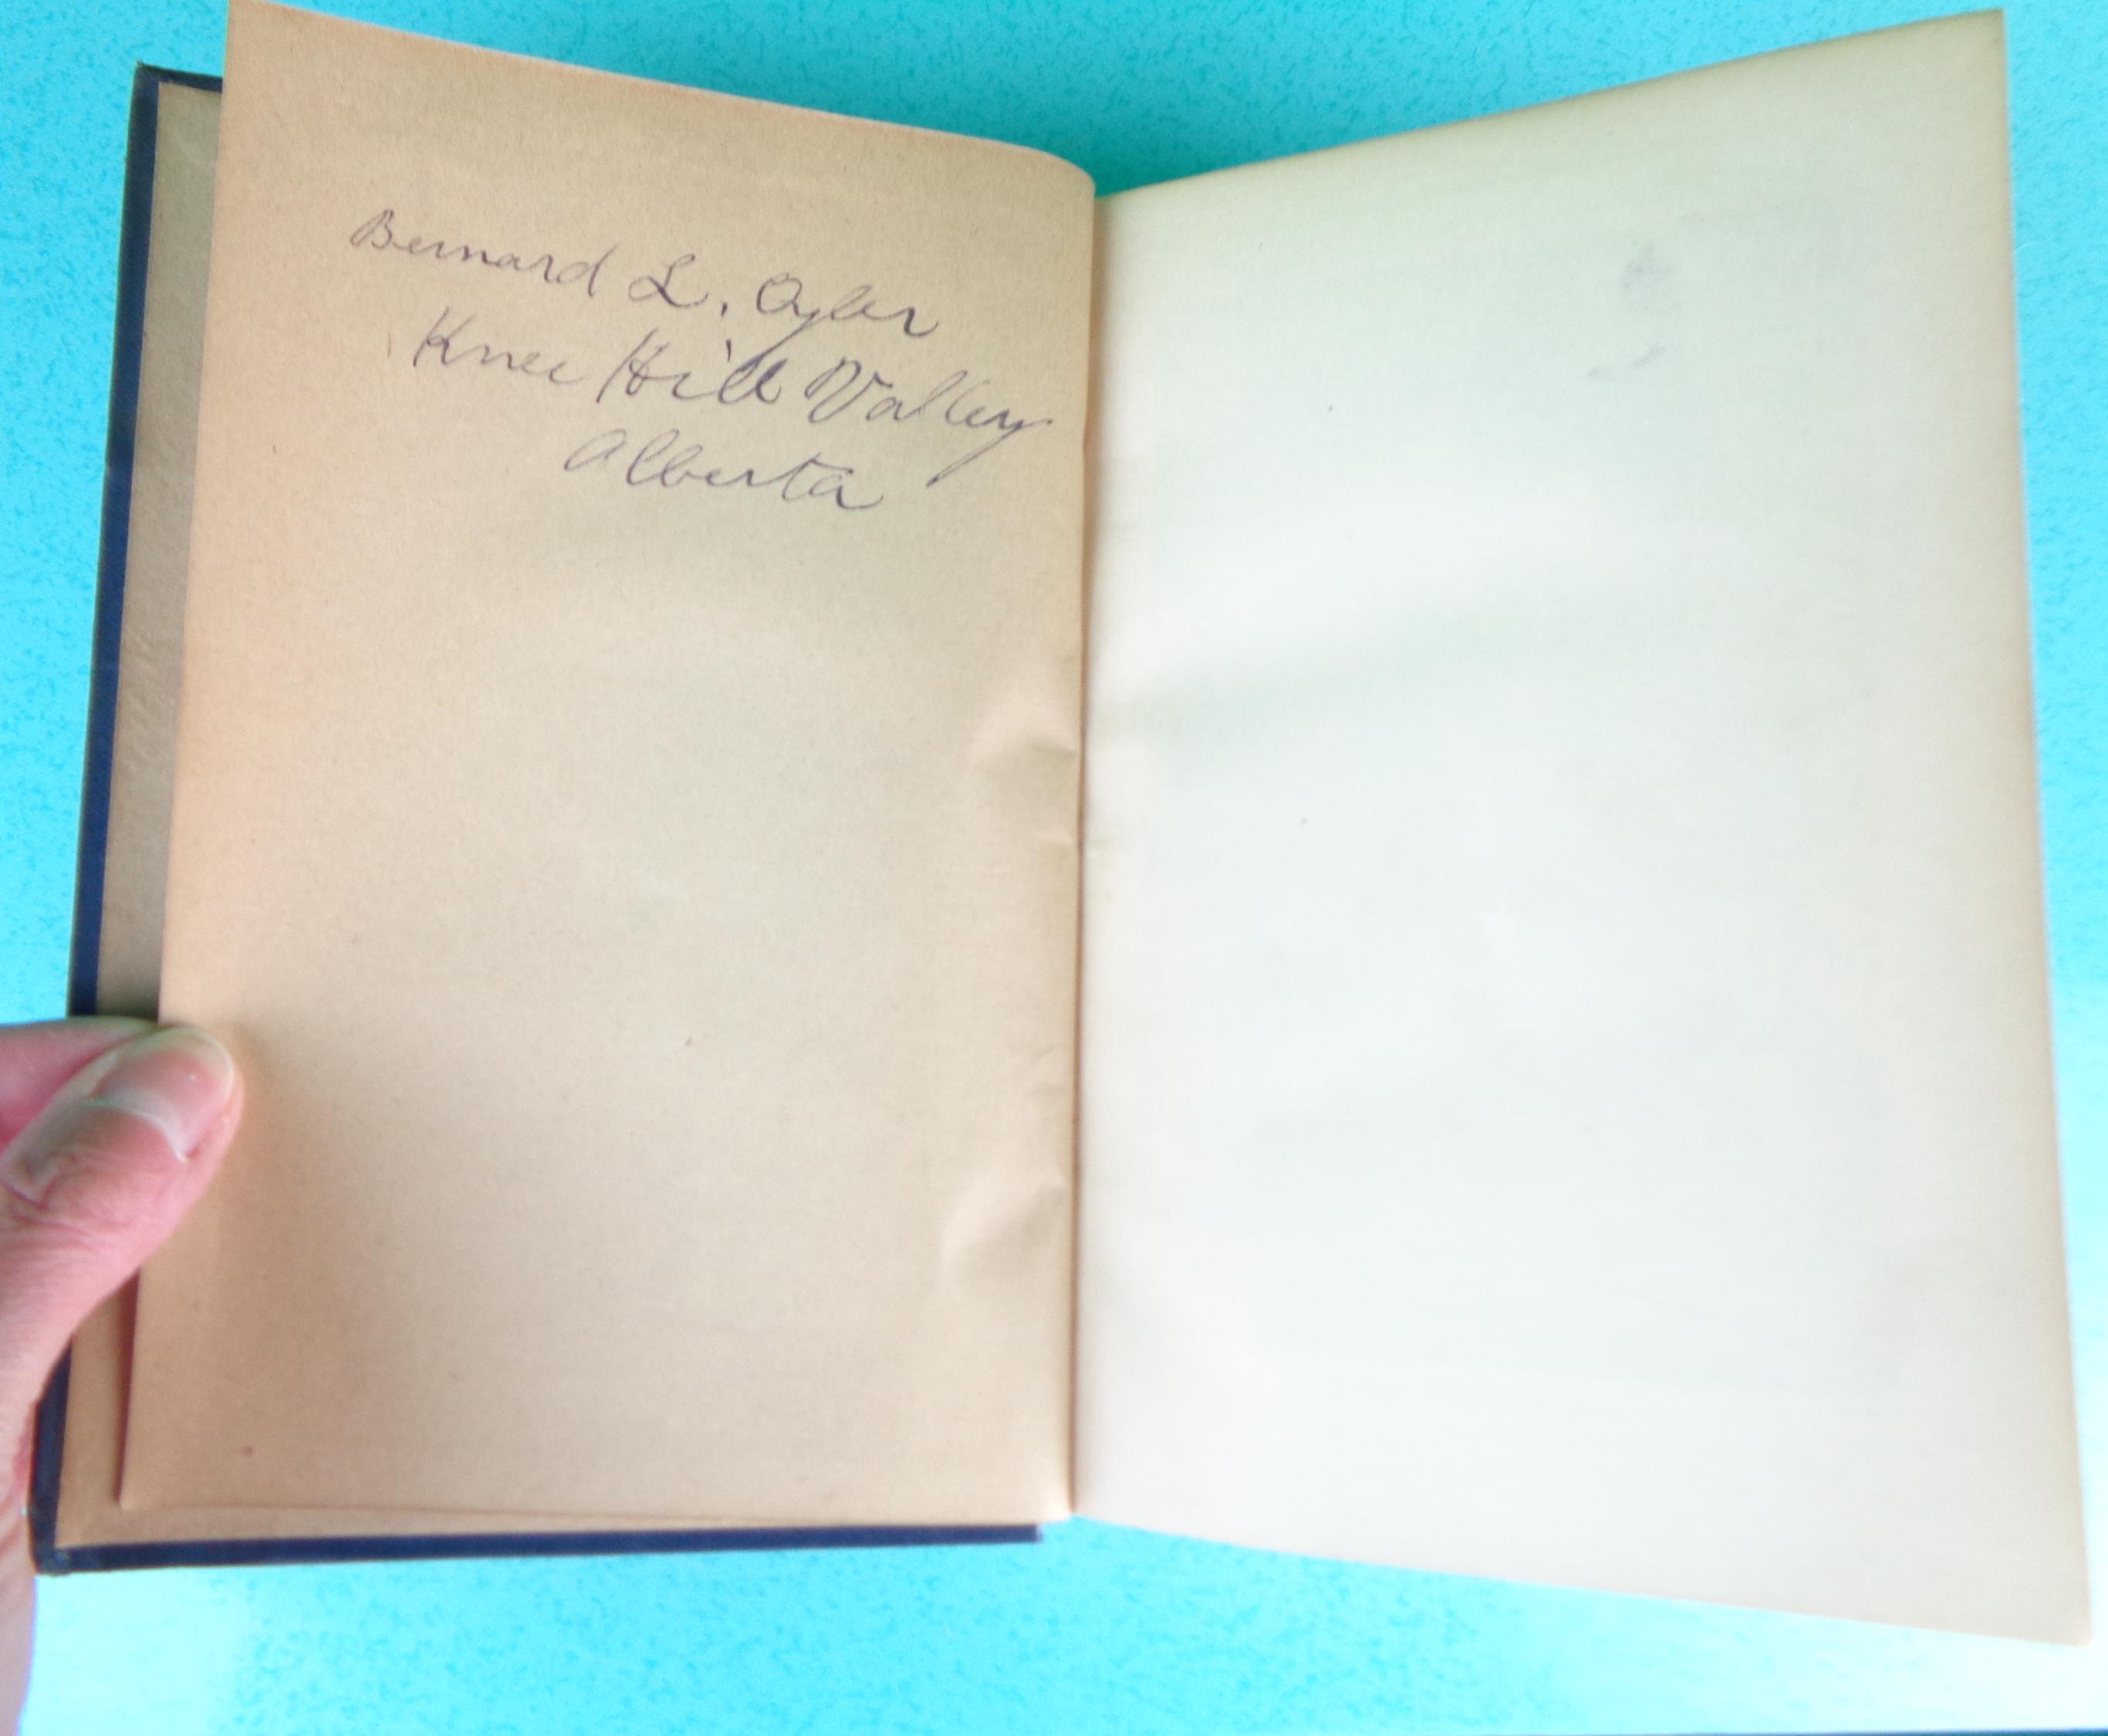 Bernard L. Oyler
Knee Hill Valley
Alberta